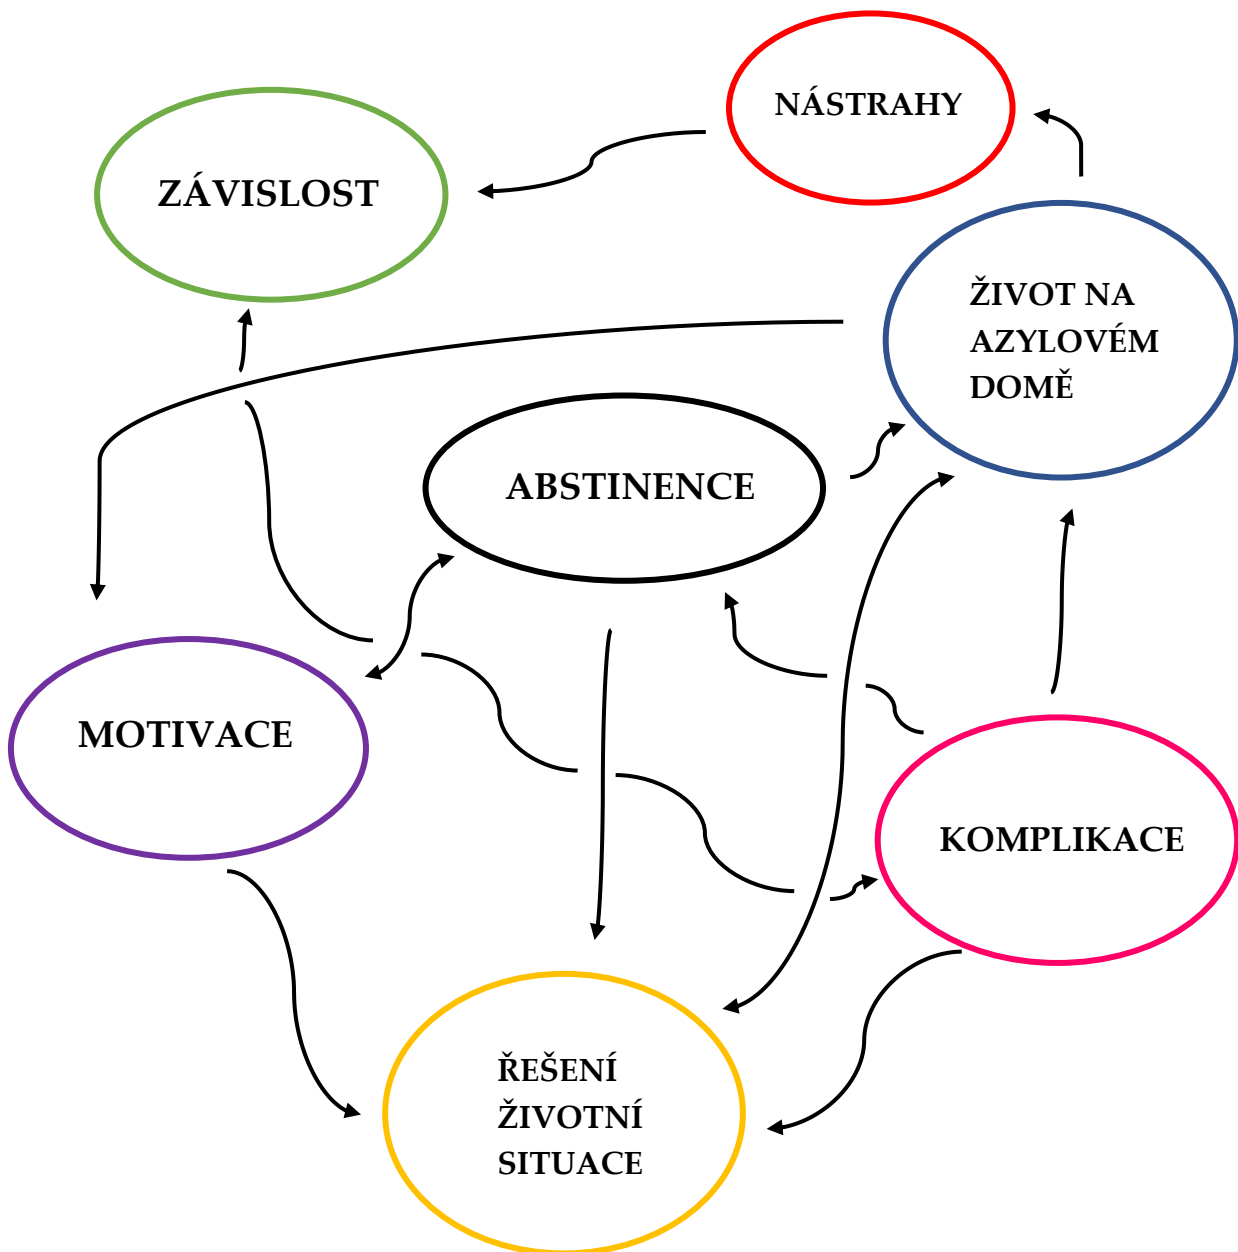 NÁSTRAHY
ZÁVISLOST
ŽIVOT NA
AZYLOVÉM
DOMĚ
ABSTINENCE
MOTIVACE
KOMPLIKACE
ŘEŠENÍ
ŽIVOTNÍ
SITUACE